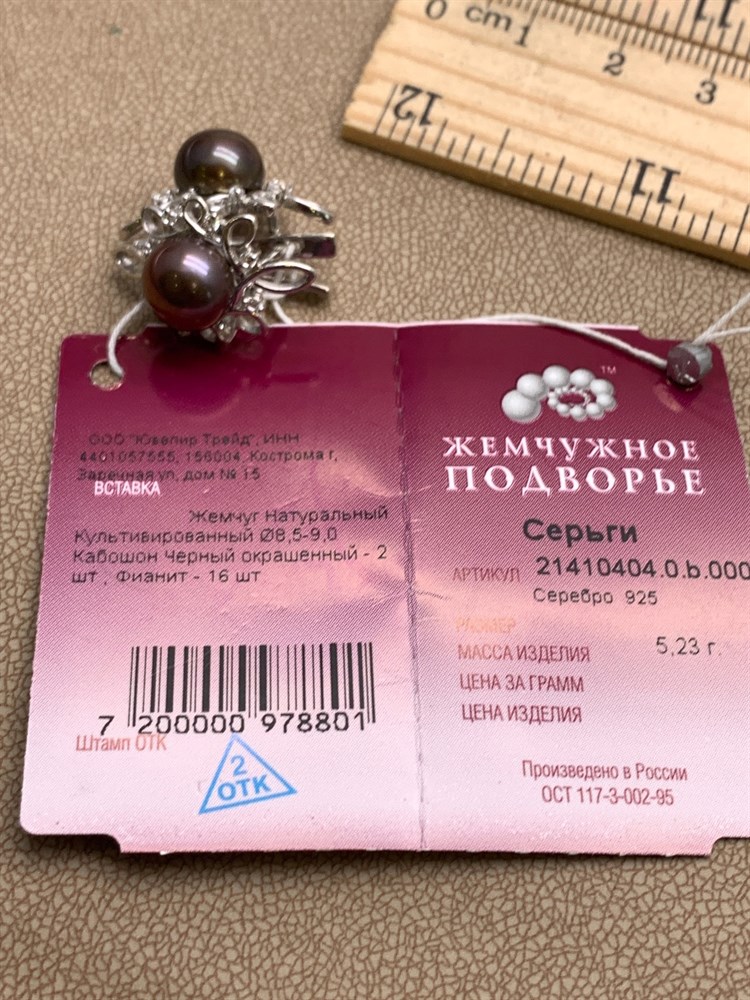 0 cm 1 2 3
11
12 11
ООО "Ювелир Трейд", ИНН
4401057555, 156004, Кострома г,
Заречная ул, дом № 15
ВСТАВКА
Жемчуг Натуральный
Культивированный Ø8,5-9,0
Кабошон Черный окрашенный - 2
шт , Фианит - 16 шт
7 200000 978801
Штамп ОТК
2
ОТК
TM
ЖЕМЧУЖНОЕ
ПОДВОРЬЕ
Серьги
АРТИКУЛ 21410404.0.b.000
Серебро 925
РАЗМЕР
МАССА ИЗДЕЛИЯ 5,23 г.
ЦЕНА ЗА ГРАММ
ЦЕНА ИЗДЕЛИЯ
Произведено в России
ОСТ 117-3-002-95